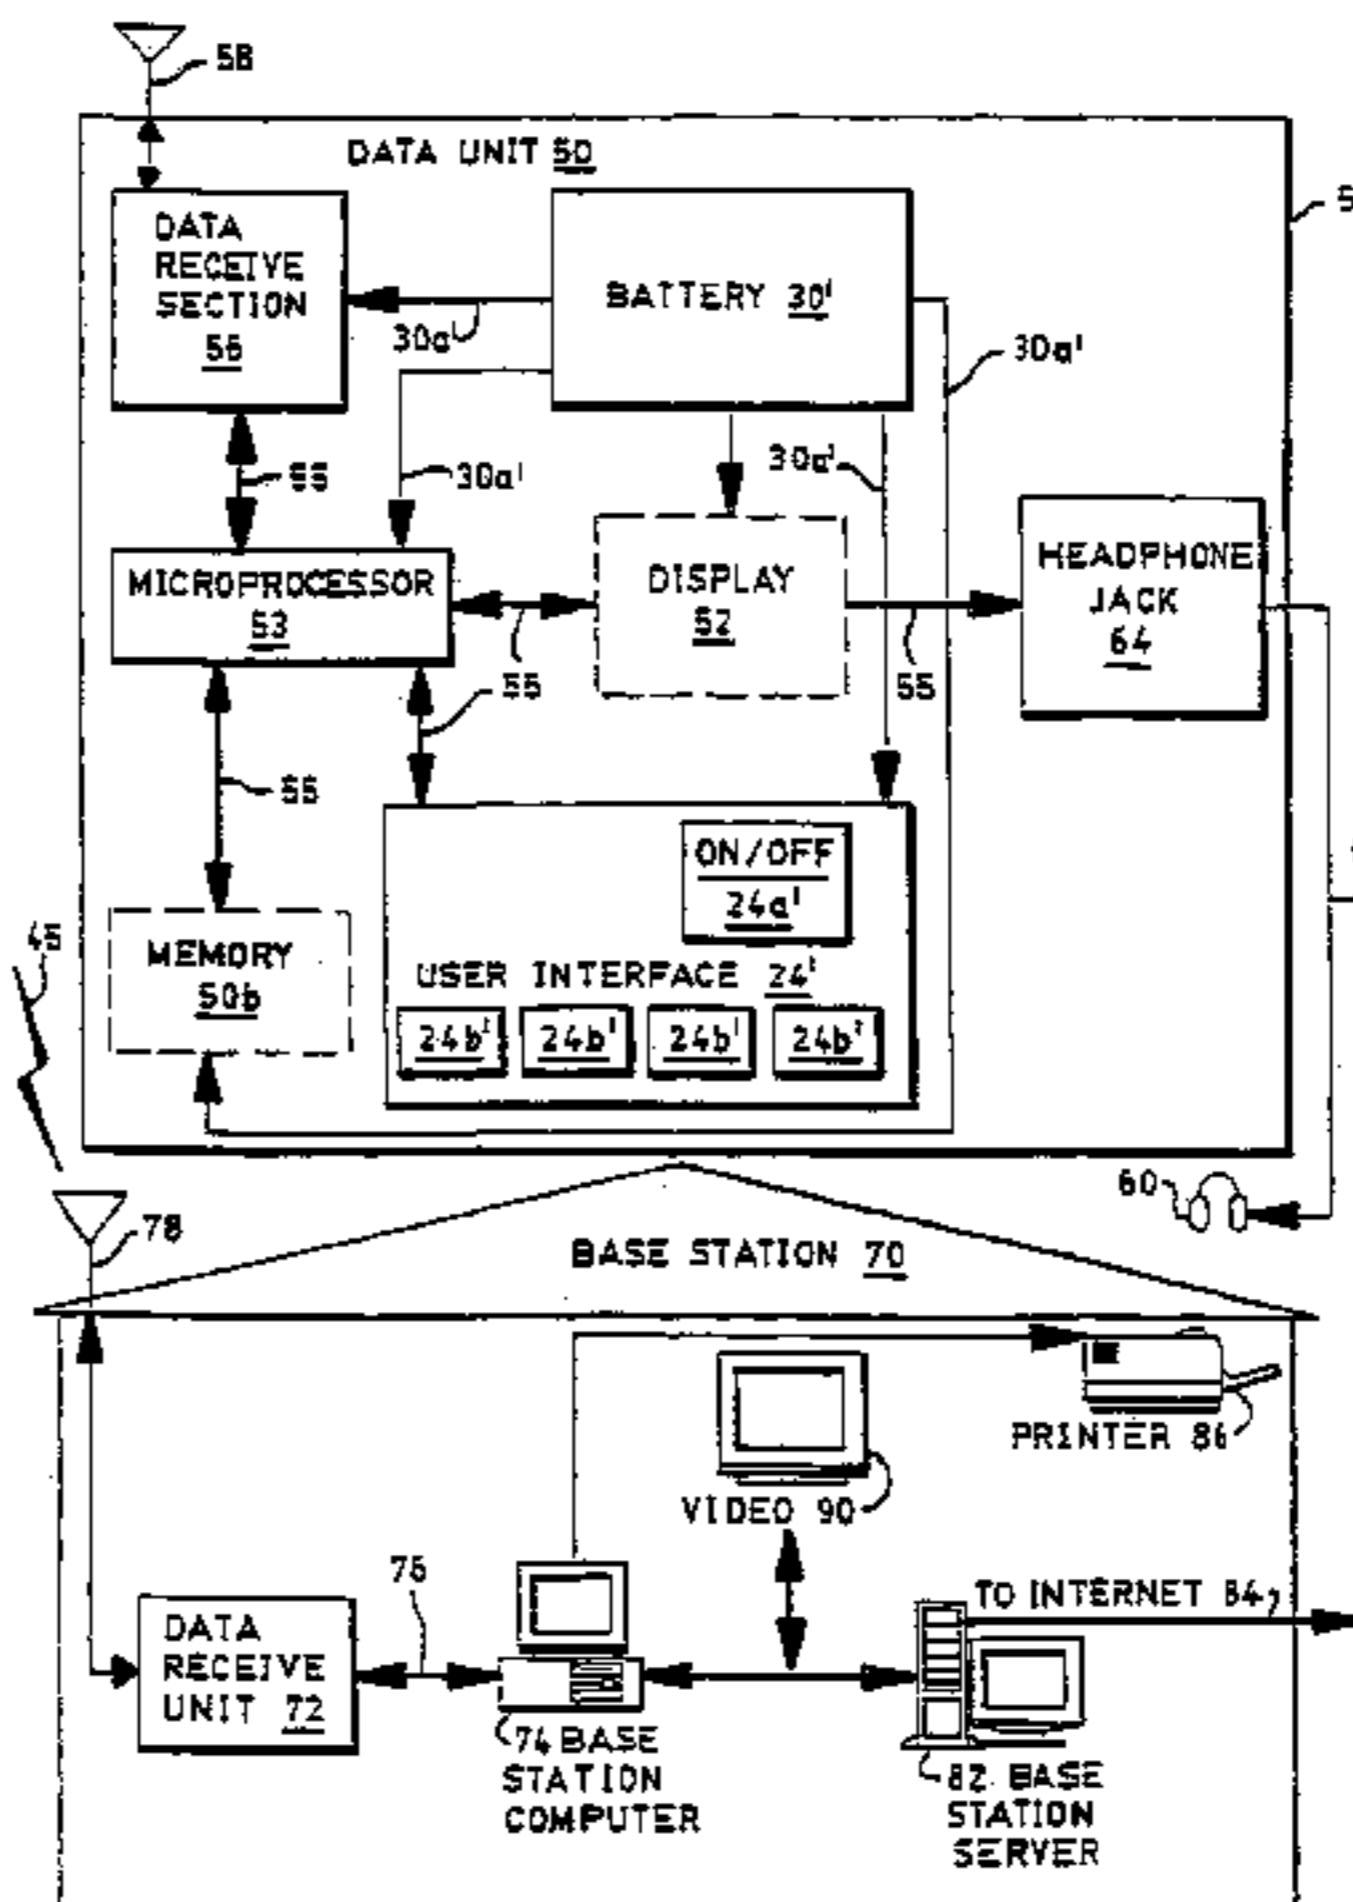 58
DATA UNIT 50
5
DATA
RECEIVE
SECTION
56
BATTERY 30'
30a'
30a'
55
30a'
30a'
MICROPROCESSOR
53
DISPLAY
52
HEADPHONE
JACK
64
55
55
55
55
ON/OFF
24a'
MEMORY
50b
USER INTERFACE 24'
24b' 24b' 24b' 24b'
45
60
78
BASE STATION 70
PRINTER 86
VIDEO 90
75
TO INTERNET 84
DATA
RECEIVE
UNIT 72
74 BASE
STATION
COMPUTER
82 BASE
STATION
SERVER